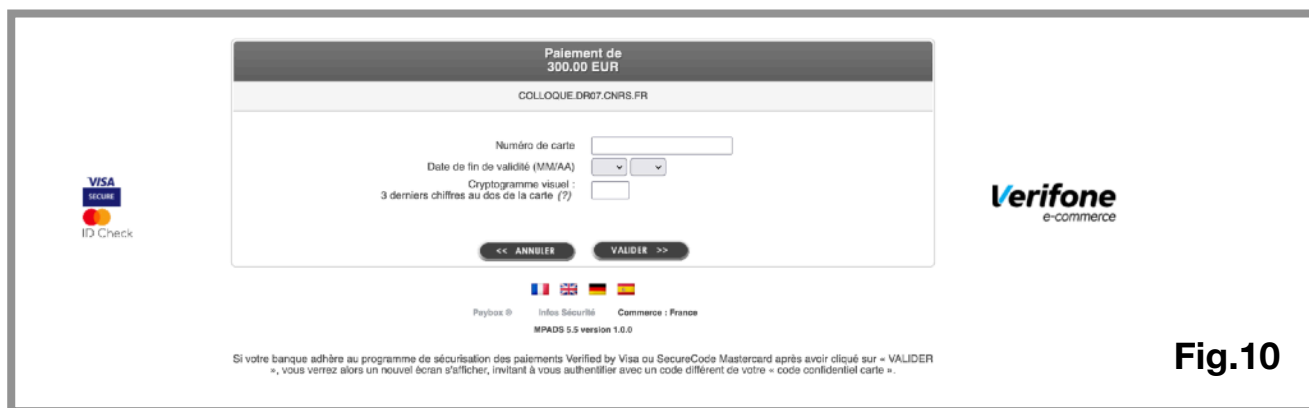 Paiement de
300.00 EUR
COLLOQUE.DR07.CNRS.FR
Numéro de carte
Date de fin de validité (MM/AA)
Cryptogramme visuel :
3 derniers chiffres au dos de la carte (?)
VISA
SECURE
ID Check
Verifone
e-commerce
<< ANNULER
VALIDER >>
Paybox ®
Infos Sécurité
Commerce : France
MPADS 5.5 version 1.0.0
Si votre banque adhère au programme de sécurisation des paiements Verified by Visa ou SecureCode Mastercard après avoir cliqué sur « VALIDER
», vous verrez alors un nouvel écran s'afficher, invitant à vous authentifier avec un code différent de votre « code confidentiel carte ».
Fig.10